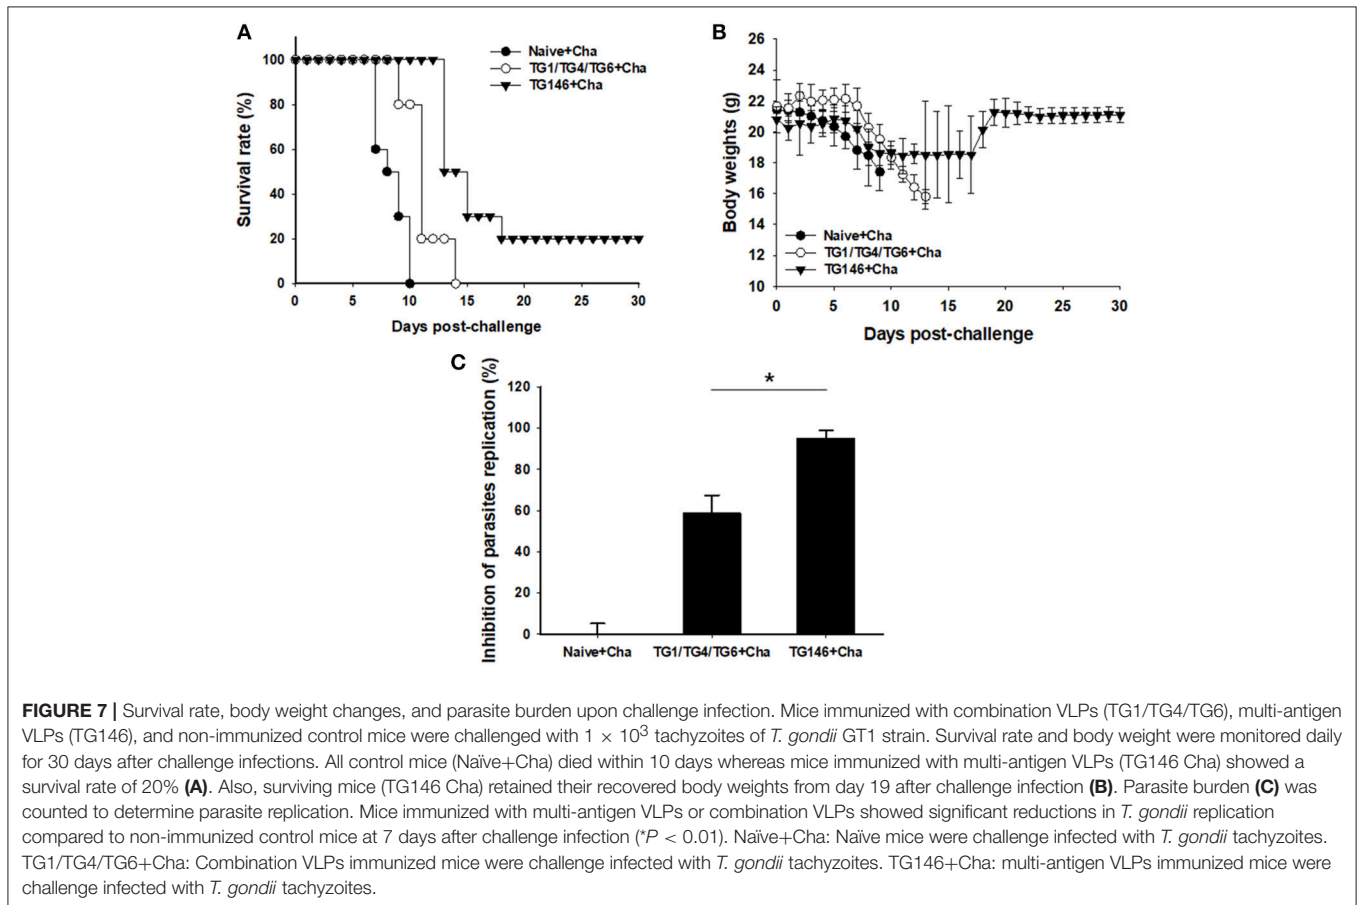 A
Survival rate (%)
100
80
60
40
20
0
0 5 10 15 20 25 30
Days post-challenge
Naive+Cha
TG1/TG4/TG6+Cha
TG146+Cha
B
Body weights (g)
26
24
22
20
18
16
14
12
10
Naive+Cha
TG1/TG4/TG6+Cha
TG146+Cha
0 5 10 15 20 25 30
Days post-challenge
C
Inhibition of parasites replication (%)
120
100
80
60
40
20
0
*
Naive+Cha TG1/TG4/TG6+Cha TG146+Cha
FIGURE 7 | Survival rate, body weight changes, and parasite burden upon challenge infection. Mice immunized with combination VLPs (TG1/TG4/TG6), multi-antigen
VLPs (TG146), and non-immunized control mice were challenged with 1 × 10³ tachyzoites of T. gondii GT1 strain. Survival rate and body weight were monitored daily
for 30 days after challenge infections. All control mice (Naïve+Cha) died within 10 days whereas mice immunized with multi-antigen VLPs (TG146 Cha) showed a
survival rate of 20% (A). Also, surviving mice (TG146 Cha) retained their recovered body weights from day 19 after challenge infection (B). Parasite burden (C) was
counted to determine parasite replication. Mice immunized with multi-antigen VLPs or combination VLPs showed significant reductions in T. gondii replication
compared to non-immunized control mice at 7 days after challenge infection (*P < 0.01). Naïve+Cha: Naïve mice were challenge infected with T. gondii tachyzoites.
TG1/TG4/TG6+Cha: Combination VLPs immunized mice were challenge infected with T. gondii tachyzoites. TG146+Cha: multi-antigen VLPs immunized mice were
challenge infected with T. gondii tachyzoites.